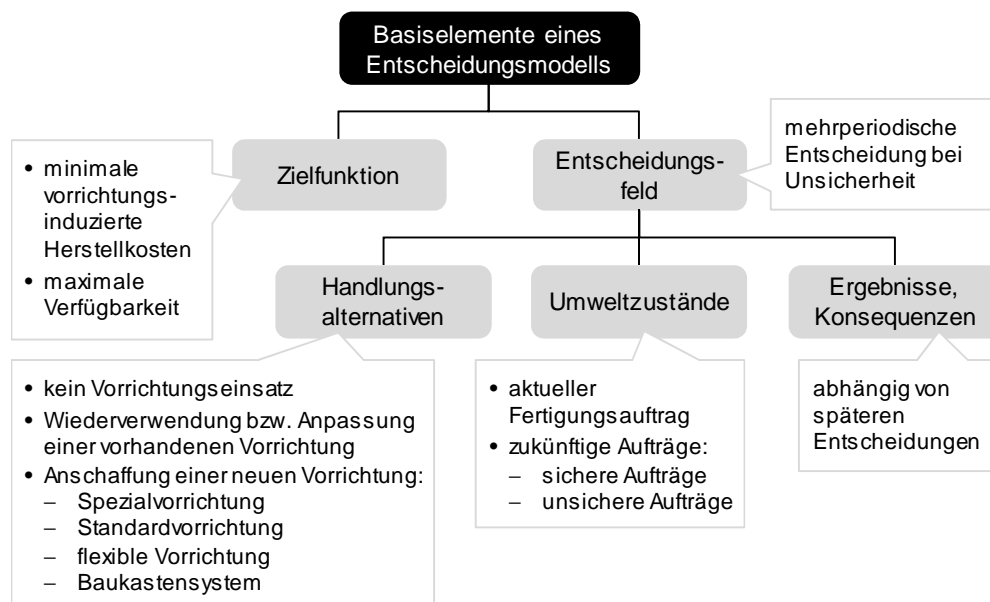 Basiselemente eines
Entscheidungsmodells
• minimale
vorrichtungs-
induzierte
Herstellkosten
• maximale
Verfügbarkeit
Zielfunktion
Entscheidungs-
feld
mehrperiodische
Entscheidung bei
Unsicherheit
Handlungs-
alternativen
Umweltzustände
Ergebnisse,
Konsequenzen
• kein Vorrichtungseinsatz
• Wiederverwendung bzw. Anpassung
einer vorhandenen Vorrichtung
• Anschaffung einer neuen Vorrichtung:
– Spezialvorrichtung
– Standardvorrichtung
– flexible Vorrichtung
– Baukastensystem
• aktueller
Fertigungsauftrag
• zukünftige Aufträge:
– sichere Aufträge
– unsichere Aufträge
abhängig von
späteren
Entscheidungen